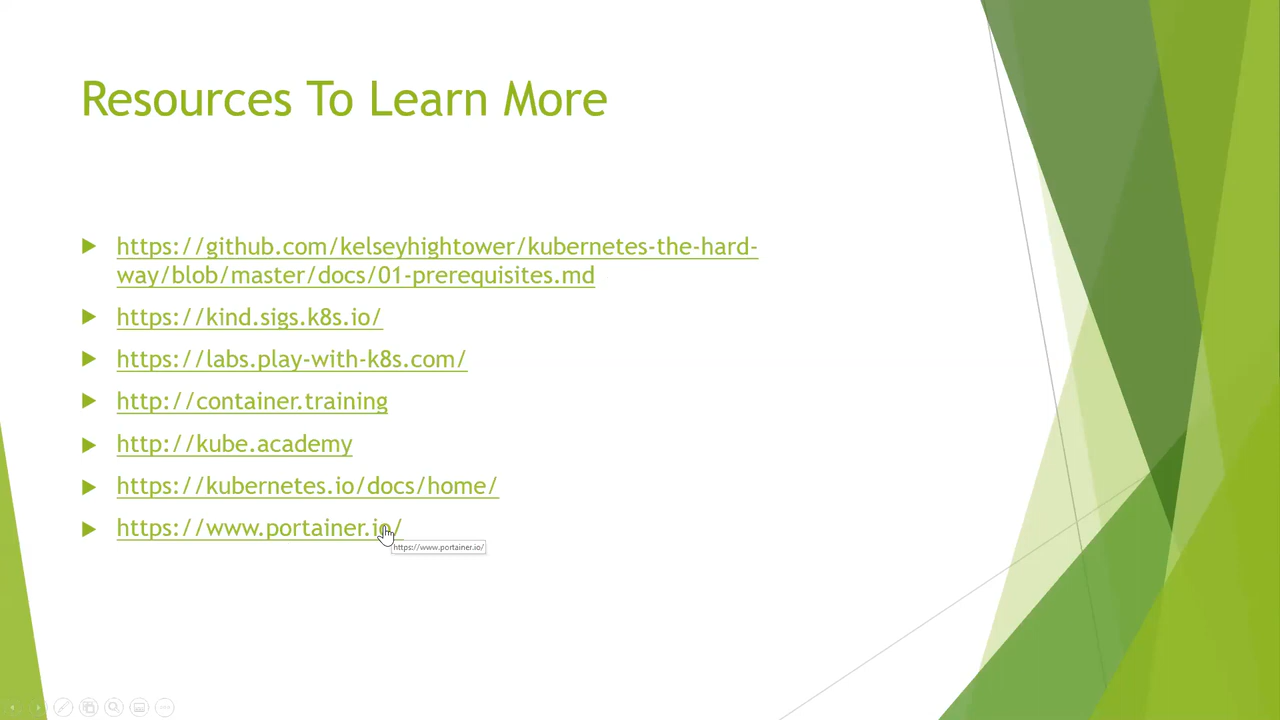 Resources To Learn More
https://github.com/kelseyhightower/kubernetes-the-hard-
way/blob/master/docs/01-prerequisites.md
https://kind.sigs.k8s.io/
https://labs.play-with-k8s.com/
http://container.training
http://kube.academy
https://kubernetes.io/docs/home/
https://www.portainer.io/
https://www.portainer.io/